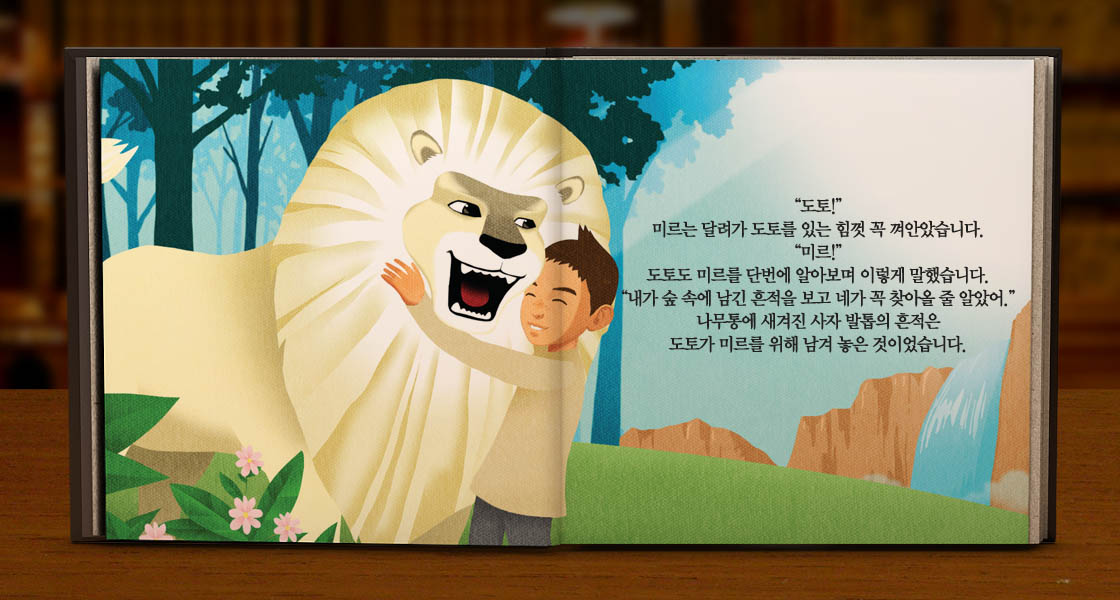 “도토!”
미르는 달려가 도토를 있는 힘껏 꼭 껴안았습니다.
“미르!”
도토도 미르를 단번에 알아보며 이렇게 말했습니다.
“내가 숲 속에 남긴 흔적을 보고 네가 꼭 찾아올 줄 알았어.”
나무통에 새겨진 사자 발톱의 흔적은
도토가 미르를 위해 남겨 놓은 것이었습니다.